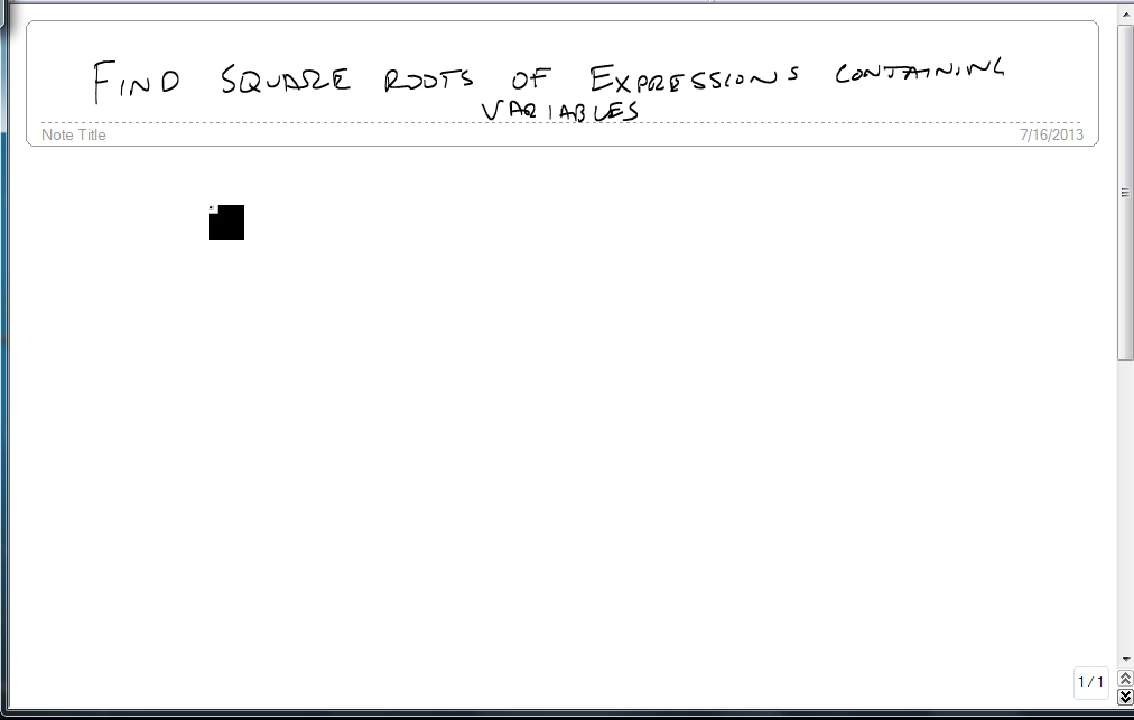 FIND SQUARE ROOTS OF EXPRESSIONS CONTAINING
VARIABLES
Note Title
7/16/2013
1/1